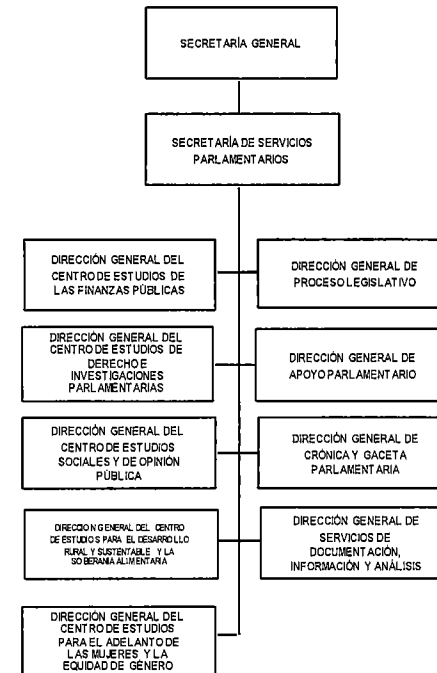 SECRETARÍA GENERAL
SECRETARÍA DE SERVICIOS
PARLAMENTARIOS
DIRECCIÓN GENERAL DEL
CENTRO DE ESTUDIOS DE
LAS FINANZAS PÚBLICAS
DIRECCIÓN GENERAL DE
PROCESO LEGISLATIVO
DIRECCIÓN GENERAL DEL
CENTRO DE ESTUDIOS DE
DERECHO E
INVESTIGACIONES
PARLAMENTARIAS
DIRECCIÓN GENERAL DE
APOYO PARLAMENTARIO
DIRECCIÓN GENERAL DEL
CENTRO DE ESTUDIOS
SOCIALES Y DE OPINIÓN
PÚBLICA
DIRECCIÓN GENERAL DE
CRÓNICA Y GACETA
PARLAMENTARIA
DIRECCION GENERAL DEL CENTRO
DE ESTUDIOS PARA EL DESARROLLO
RURAL Y SUSTENTABLE Y LA
SOBERANÍA ALIMENTARIA
DIRECCIÓN GENERAL DE
SERVICIOS DE
DOCUMENTACIÓN,
INFORMACIÓN Y ANÁLISIS
DIRECCIÓN GENERAL DEL
CENTRO DE ESTUDIOS
PARA EL ADELANTO DE
LAS MUJERES Y LA
EQUIDAD DE GÉNERO